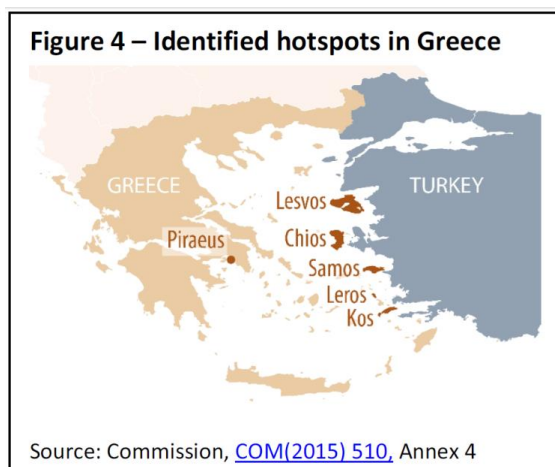 Figure 4 – Identified hotspots in Greece
GREECE
TURKEY
Lesvos
Piraeus
Chios
Samos
Leros
Kos
Source: Commission, COM(2015) 510, Annex 4